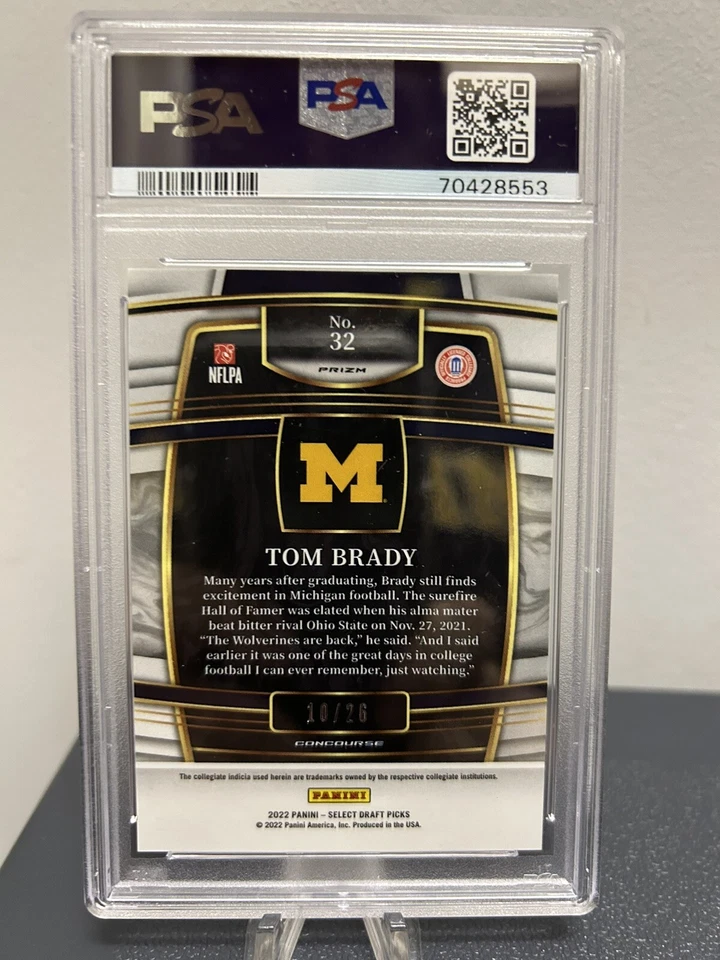 PSA
PSA
70428553
No.
32
PRIZM
NFLPA
M
TOM BRADY
Many years after graduating, Brady still finds
excitement in Michigan football. The surefire
Hall of Famer was elated when his alma mater
beat bitter rival Ohio State on Nov. 27, 2021.
“The Wolverines are back,” he said. “And I said
earlier it was one of the great days in college
football I can ever remember, just watching.”
10/26
CONCOURSE
The collegiate indicia used herein are trademarks owned by the respective collegiate institutions.
PANINI
2022 PANINI – SELECT DRAFT PICKS
© 2022 Panini America, Inc. Produced in the USA.